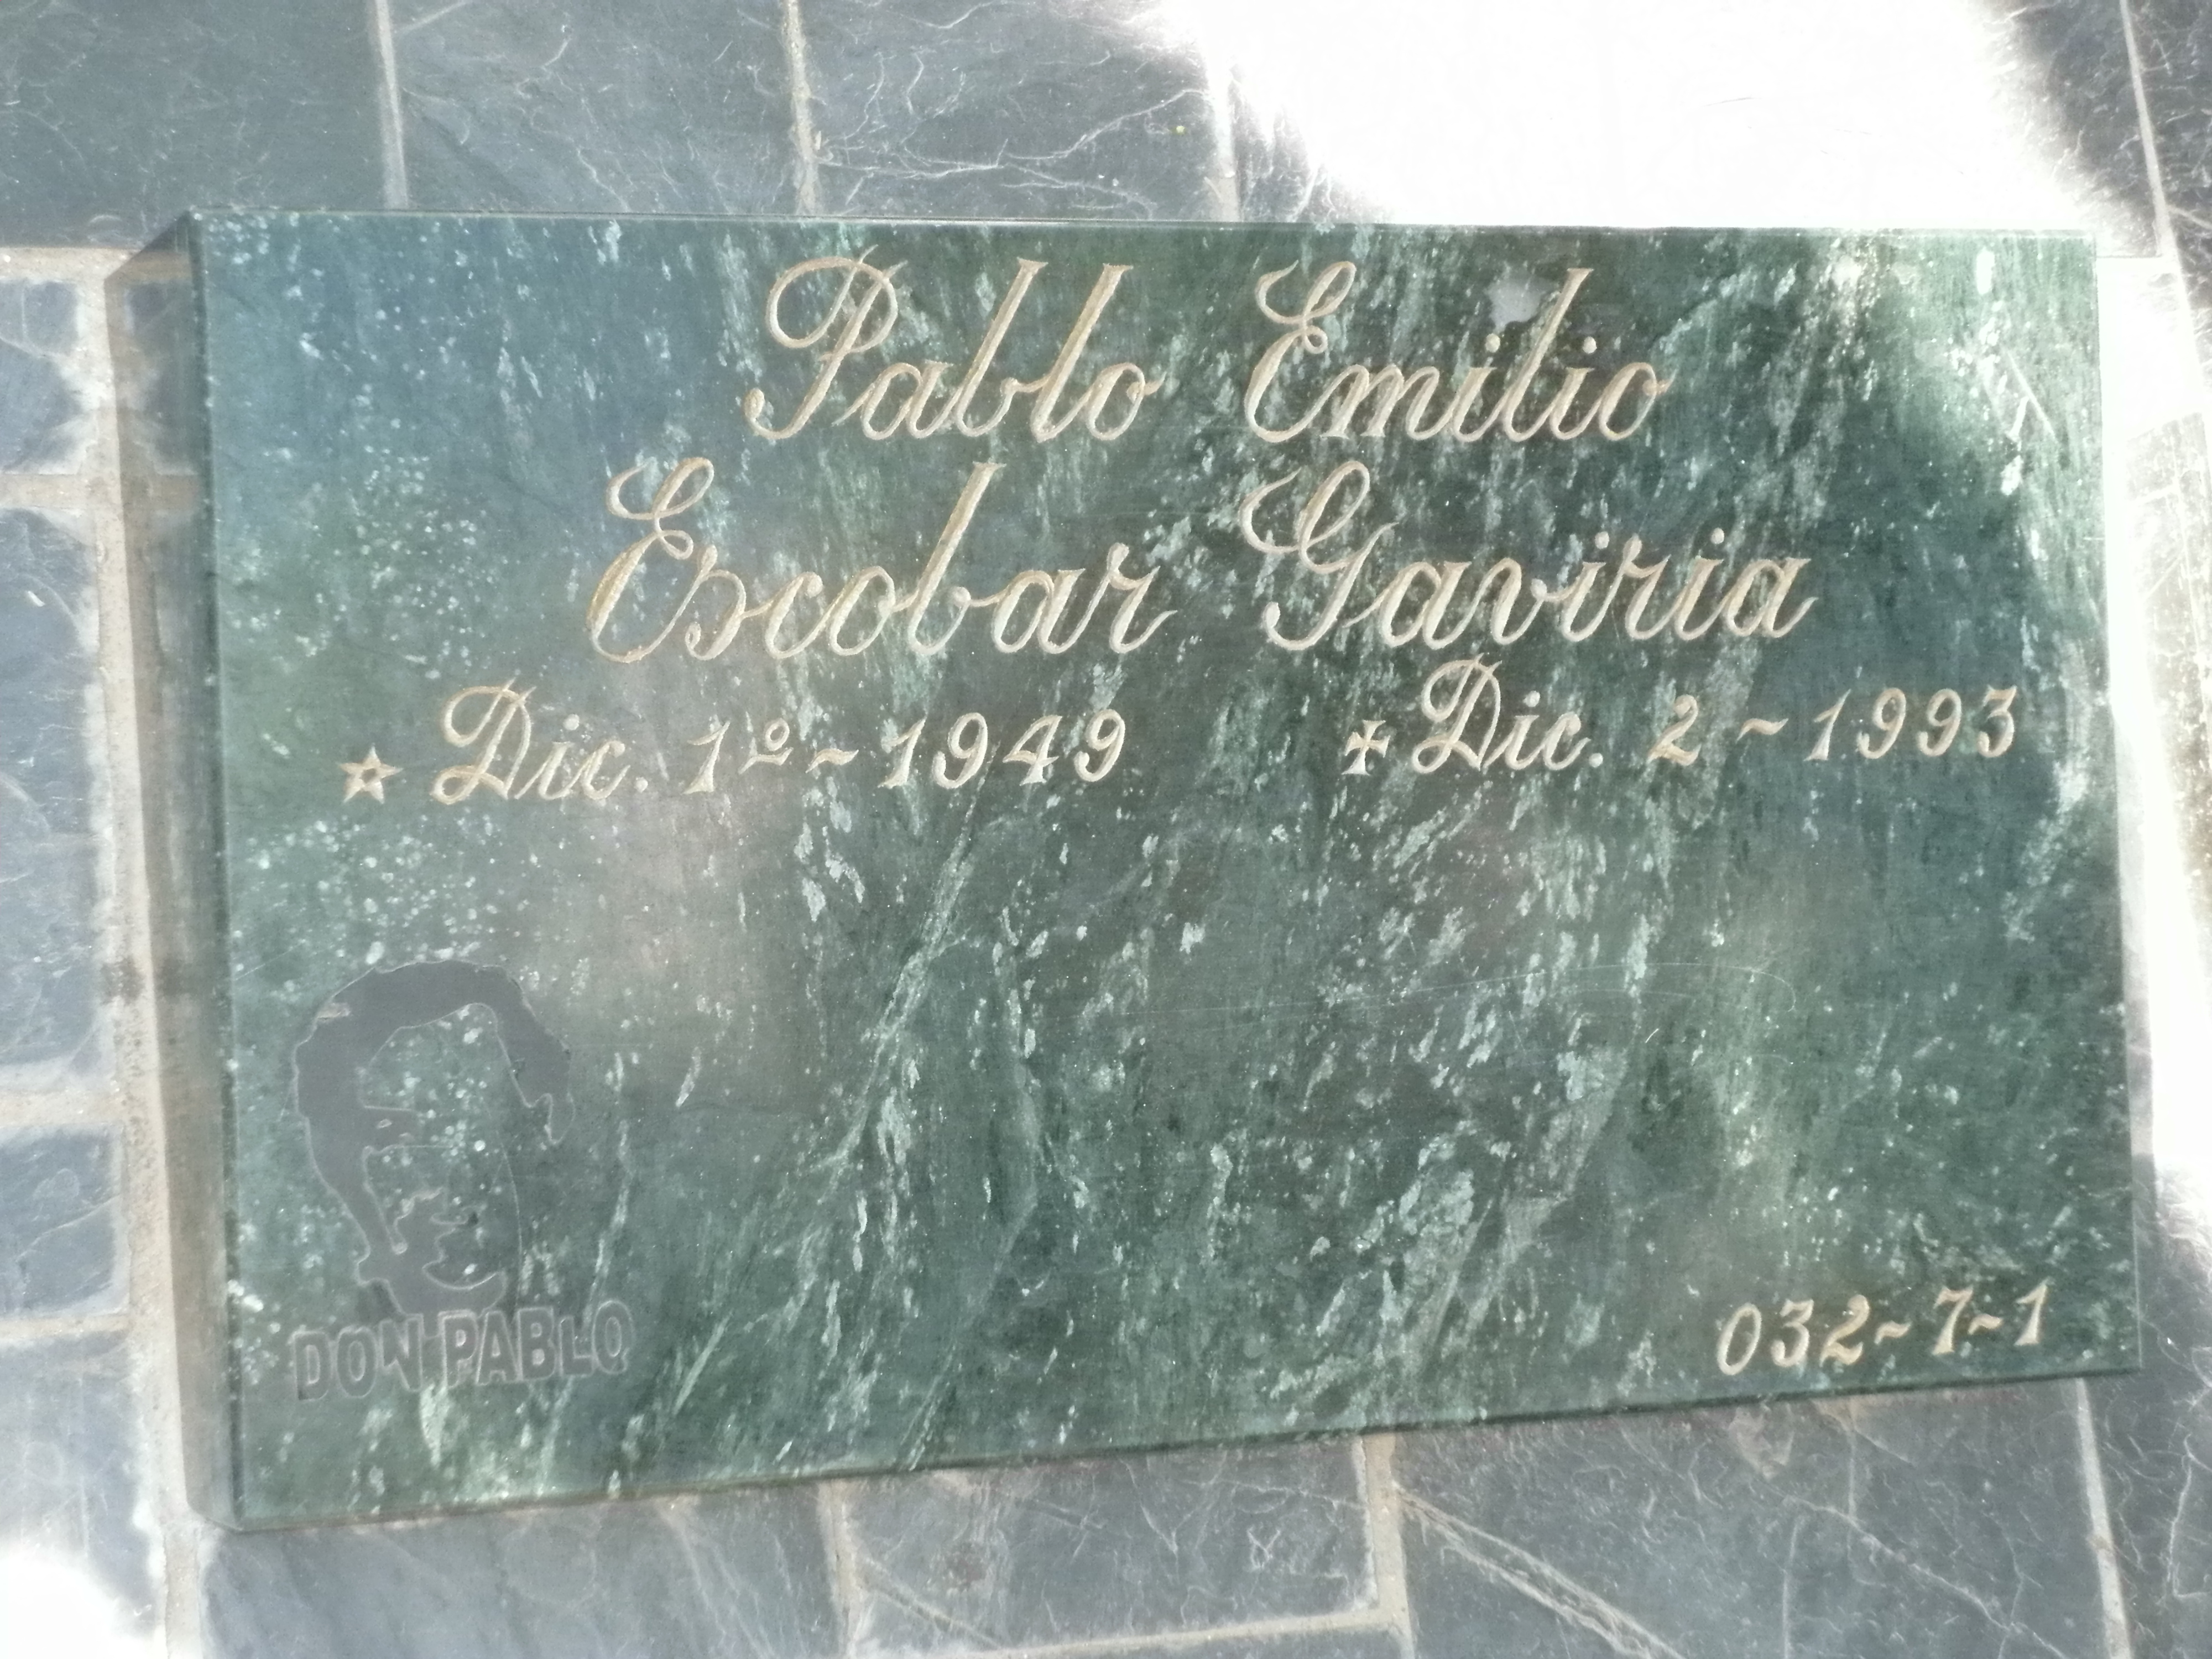 Pablo Emilio
Escobar Gaviria
☆ Dic. 1º~1949 ✠ Dic. 2~1993
DON PABLO
032~7~1